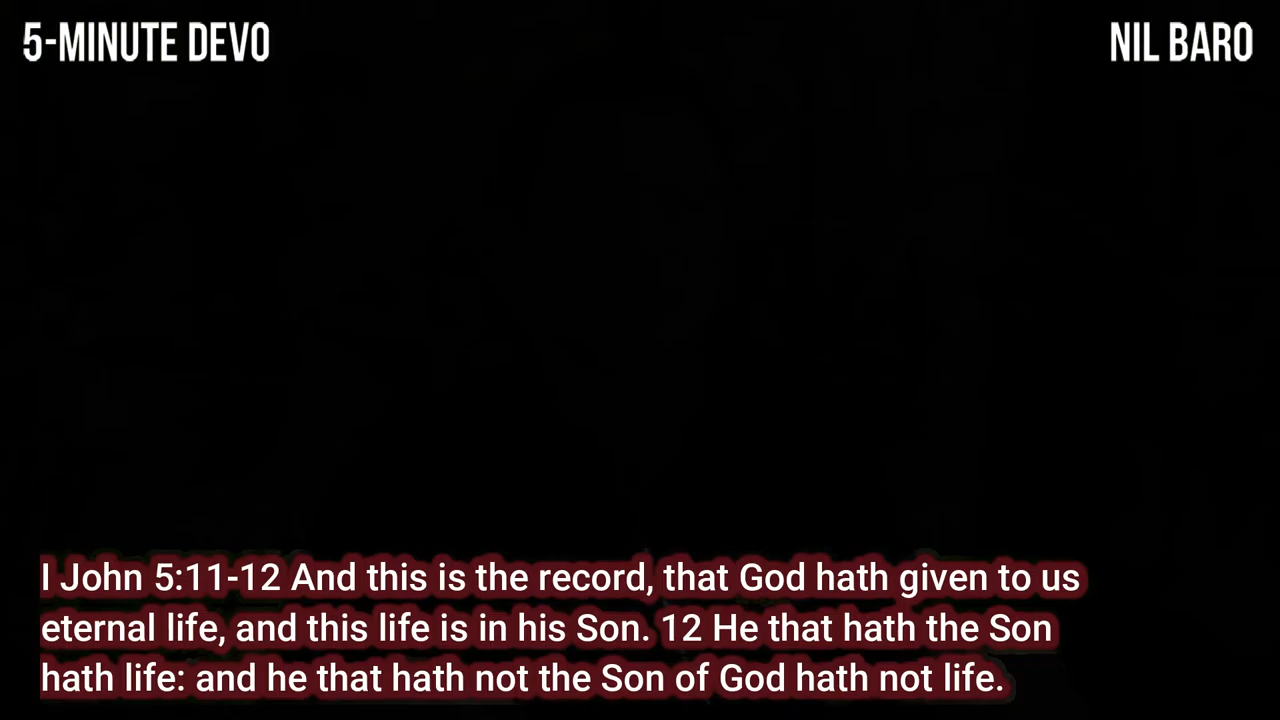 5-MINUTE DEVO
NIL BARO
I John 5:11-12 And this is the record, that God hath given to us
eternal life, and this life is in his Son. 12 He that hath the Son
hath life: and he that hath not the Son of God hath not life.